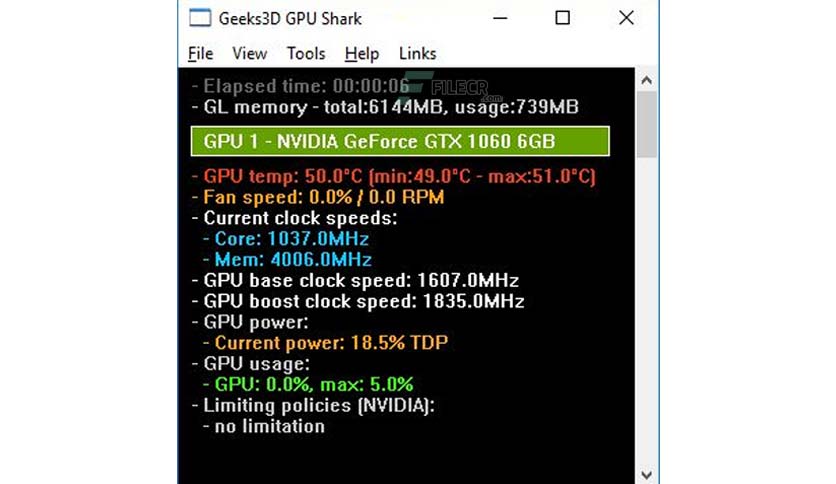 Geeks3D GPU Shark
File View Tools Help Links
- Elapsed time: 00:00:06
FILECR
.com
- GL memory - total:6144MB, usage:739MB
GPU 1 - NVIDIA GeForce GTX 1060 6GB
- GPU temp: 50.0°C (min:49.0°C - max:51.0°C)
- Fan speed: 0.0% / 0.0 RPM
- Current clock speeds:
- Core: 1037.0MHz
- Mem: 4006.0MHz
- GPU base clock speed: 1607.0MHz
- GPU boost clock speed: 1835.0MHz
- GPU power:
- Current power: 18.5% TDP
- GPU usage:
- GPU: 0.0%, max: 5.0%
- Limiting policies (NVIDIA):
- no limitation